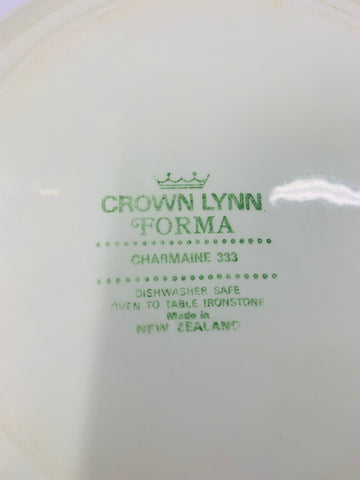 CROWN LYNN
FORMA
CHARMAINE 333
DISHWASHER SAFE
OVEN TO TABLE IRONSTONE
Made in
NEW ZEALAND